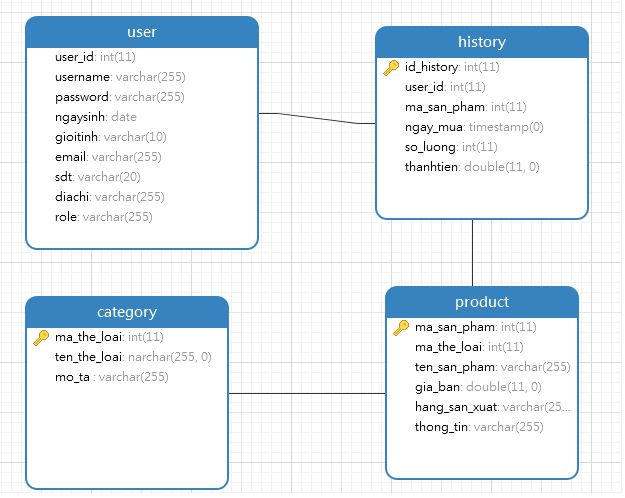 user
user_id: int(11)
username: varchar(255)
password: varchar(255)
ngaysinh: date
gioitinh: varchar(10)
email: varchar(255)
sdt: varchar(20)
diachi: varchar(255)
role: varchar(255)
history
id_history: int(11)
user_id: int(11)
ma_san_pham: int(11)
ngay_mua: timestamp(0)
so_luong: int(11)
thanhtien: double(11, 0)
category
ma_the_loai: int(11)
ten_the_loai: narchar(255, 0)
mo_ta : varchar(255)
product
ma_san_pham: int(11)
ma_the_loai: int(11)
ten_san_pham: varchar(255)
gia_ban: double(11, 0)
hang_san_xuat: varchar(25...
thong_tin: varchar(255)